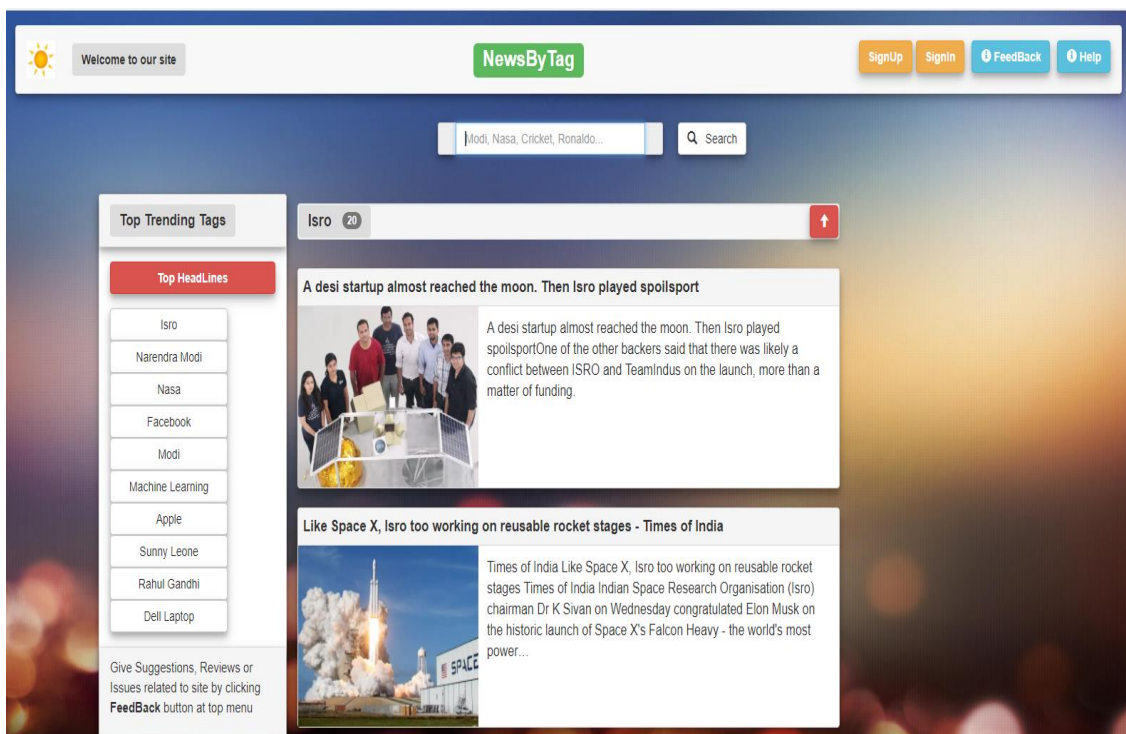 Welcome to our site
NewsByTag
SignUp
SignIn
FeedBack
Help
Modi, Nasa, Cricket, Ronaldo...
Search
Top Trending Tags
Top HeadLines
Isro
Narendra Modi
Nasa
Facebook
Modi
Machine Learning
Apple
Sunny Leone
Rahul Gandhi
Dell Laptop
Give Suggestions, Reviews or
Issues related to site by clicking
FeedBack button at top menu
Isro 20
A desi startup almost reached the moon. Then Isro played spoilsport
A desi startup almost reached the moon. Then Isro played
spoilsportOne of the other backers said that there was likely a
conflict between ISRO and TeamIndus on the launch, more than a
matter of funding.
Like Space X, Isro too working on reusable rocket stages - Times of India
Times of India Like Space X, Isro too working on reusable rocket
stages Times of India Indian Space Research Organisation (Isro)
chairman Dr K Sivan on Wednesday congratulated Elon Musk on
the historic launch of Space X's Falcon Heavy - the world's most
power...
SPACE